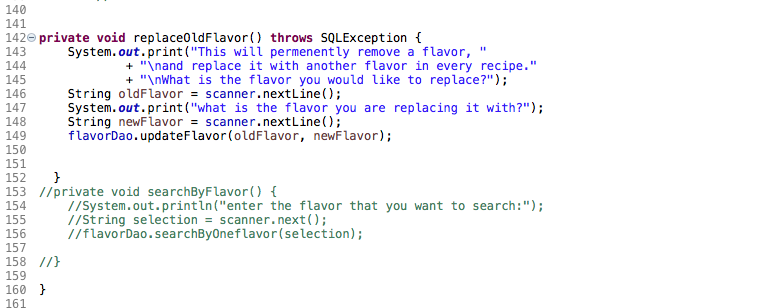 140
141
142 private void replaceOldFlavor() throws SQLException {
143     System.out.print("This will permenently remove a flavor, "
144             + "\nand replace it with another flavor in every recipe."
145             + "\nWhat is the flavor you would like to replace?");
146     String oldFlavor = scanner.nextLine();
147     System.out.print("what is the flavor you are replacing it with?");
148     String newFlavor = scanner.nextLine();
149     flavorDao.updateFlavor(oldFlavor, newFlavor);
150
151
152   }
153 //private void searchByFlavor() {
154     //System.out.println("enter the flavor that you want to search:");
155     //String selection = scanner.next();
156     //flavorDao.searchByOneflavor(selection);
157
158 //}
159
160 }
161